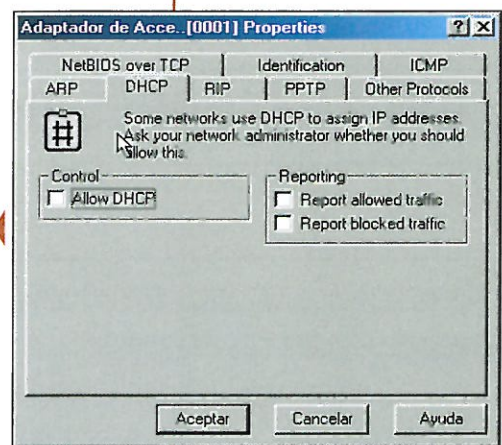 Adaptador de Acce..[0001] Properties
NetBIOS over TCP Identification ICMP
ARP DHCP RIP PPTP Other Protocols
Some networks use DHCP to assign IP addresses.
Ask your network administrator whether you should
allow this.
Control
Allow DHCP
Reporting
Report allowed traffic
Report blocked traffic
Aceptar Cancelar Ayuda